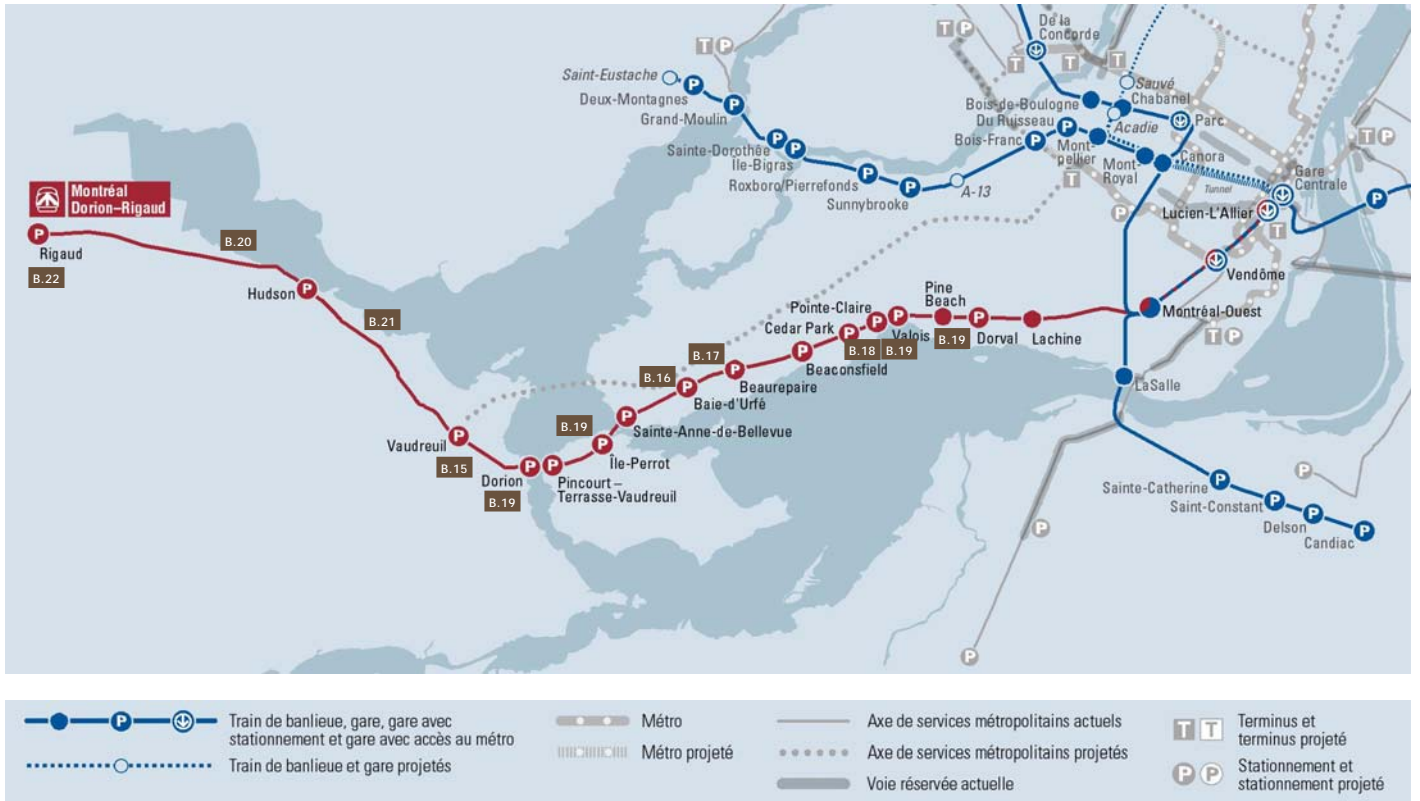 De la
Concorde
T P
T P
T
T
T
Saint-Eustache
P
Deux-Montagnes
P
Grand-Moulin
Sauvé
Chabanel
Bois-de-Boulogne
Du Ruisseau
P
Acadie
Parc
T P
Bois-Franc
P
Mont-
pellier
Mont-
Royal
Canora
Sainte-Dorothée
P
P
Île-Bigras
Roxboro/Pierrefonds
P
P
Sunnybrooke
A-13
T
Tunnel
Gare
Centrale
P
Montréal
Dorion–Rigaud
Lucien-L'Allier
P
T
P
Rigaud
B.22
B.20
Hudson
P
B.21
Vendôme
Pointe-Claire
Pine
Beach
Cedar Park
P
P
P
P
Montréal-Ouest
Valois
B.18
B.19
B.19
Dorval
Lachine
T P
B.17
P
Beaconsfield
P
Beaurepaire
B.16
P
Baie-d'Urfé
LaSalle
B.19
P
Sainte-Anne-de-Bellevue
Vaudreuil
P
B.15
P
Île-Perrot
Dorion
P
P
Pincourt –
Terrasse-Vaudreuil
B.19
P
Sainte-Catherine
P
Saint-Constant
P
Delson
P
Candiac
P
P
P
P
Train de banlieue, gare, gare avec
stationnement et gare avec accès au métro
Train de banlieue et gare projetés
Métro
Métro projeté
Axe de services métropolitains actuels
Axe de services métropolitains projetés
Voie réservée actuelle
T T
Terminus et
terminus projeté
P P
Stationnement et
stationnement projeté